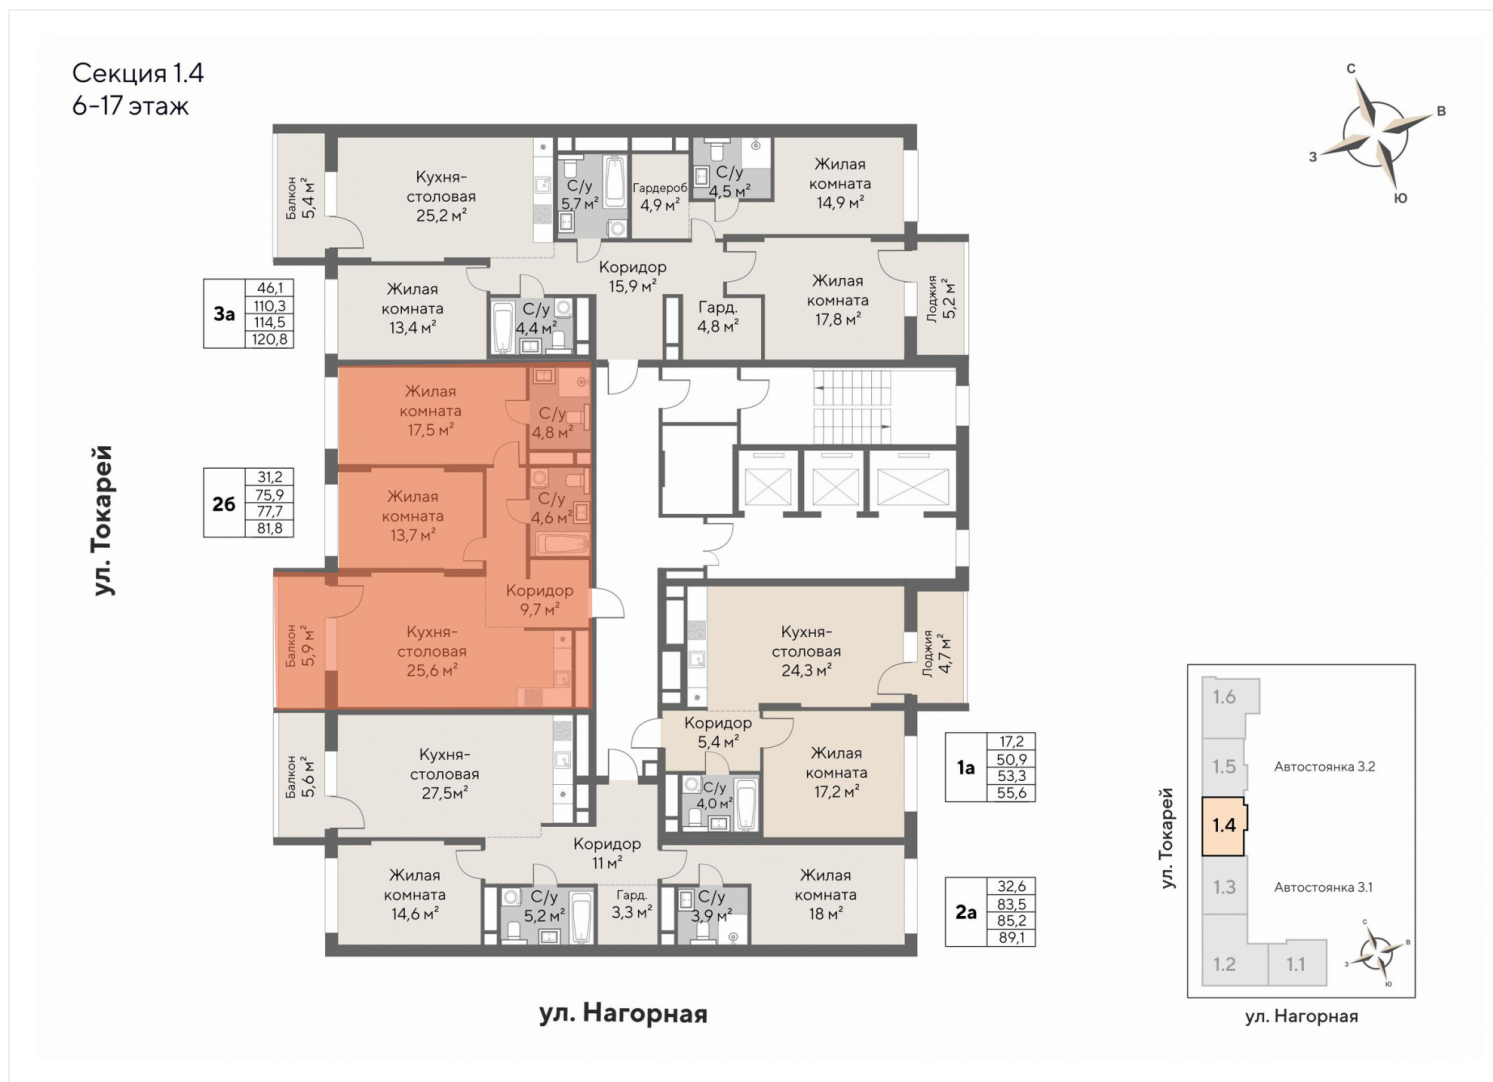 Секция 1.4
6-17 этаж
С
В
З
Ю
Балкон
5,4 м²
Кухня-
столовая
25,2 м²
С/у
5,7 м²
Гардероб
4,9 м²
С/у
4,5 м²
Жилая
комната
14,9 м²
Коридор
15,9 м²
Жилая
комната
17,8 м²
Лоджия
5,2 м²
3а
46,1
110,3
114,5
120,8
Жилая
комната
13,4 м²
С/у
4,4 м²
Гард.
4,8 м²
Жилая
комната
17,5 м²
С/у
4,8 м²
ул. Токарей
2б
31,2
75,9
77,7
81,8
Жилая
комната
13,7 м²
С/у
4,6 м²
Коридор
9,7 м²
Балкон
5,9 м²
Кухня-
столовая
25,6 м²
Кухня-
столовая
24,3 м²
Лоджия
4,7 м²
Коридор
5,4 м²
Жилая
комната
17,2 м²
С/у
4,0 м²
1а
17,2
50,9
53,3
55,6
Балкон
5,6 м²
Кухня-
столовая
27,5м²
Коридор
11 м²
Жилая
комната
14,6 м²
С/у
5,2 м²
Гард.
3,3 м²
С/у
3,9 м²
Жилая
комната
18 м²
2а
32,6
83,5
85,2
89,1
ул. Нагорная
1.6
1.5
Автостоянка 3.2
1.4
ул. Токарей
1.3
Автостоянка 3.1
1.2
1.1
С
В
З
Ю
ул. Нагорная